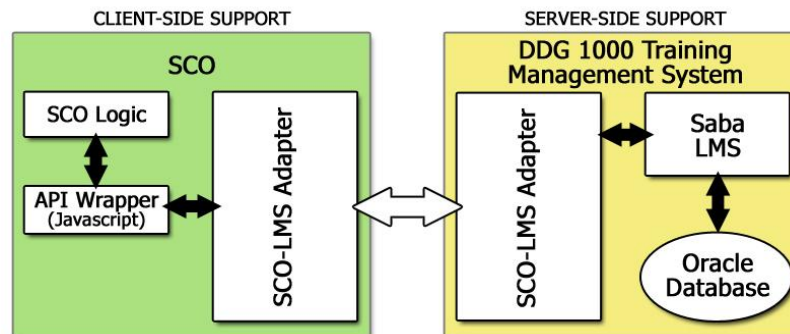 CLIENT-SIDE SUPPORT
SCO
SCO Logic
API Wrapper
(Javascript)
SCO-LMS Adapter
SERVER-SIDE SUPPORT
DDG 1000 Training
Management System
SCO-LMS Adapter
Saba
LMS
Oracle
Database